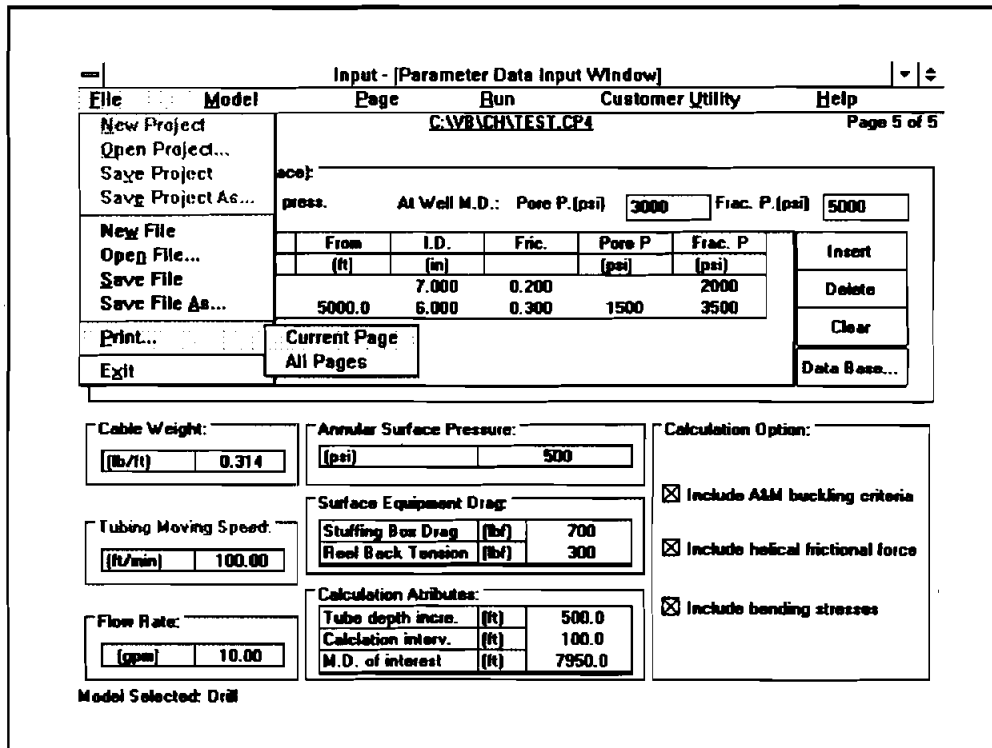 Input - [Parameter Data Input Window]
File Model Page Run Customer Utility Help
C:\VB\CH\TEST.CP4 Page 5 of 5
New Project
Open Project...
Save Project
Save Project As...
New File
Open File...
Save File
Save File As...
Print...
Exit
Current Page
All Pages
ace):
press. At Well M.D.: Pore P.(psi) 3000 Frac. P.(psi) 5000
From I.D. Fric. Pore P Frac. P
(ft) (in) (psi) (psi)
7.000 0.200 2000
5000.0 6.000 0.300 1500 3500
Insert
Delete
Clear
Data Base...
Cable Weight:
(lb/ft) 0.314
Tubing Moving Speed:
(ft/min) 100.00
Flow Rate:
(gpm) 10.00
Annular Surface Pressure:
(psi) 500
Surface Equipment Drag:
Stuffing Box Drag (lbf) 700
Reel Back Tension (lbf) 300
Calculation Atributes:
Tube depth incre. (ft) 500.0
Calclation interv. (ft) 100.0
M.D. of interest (ft) 7950.0
Calculation Option:
Include A&M buckling criteria
Include helical frictional force
Include bending stresses
Model Selected: Drill